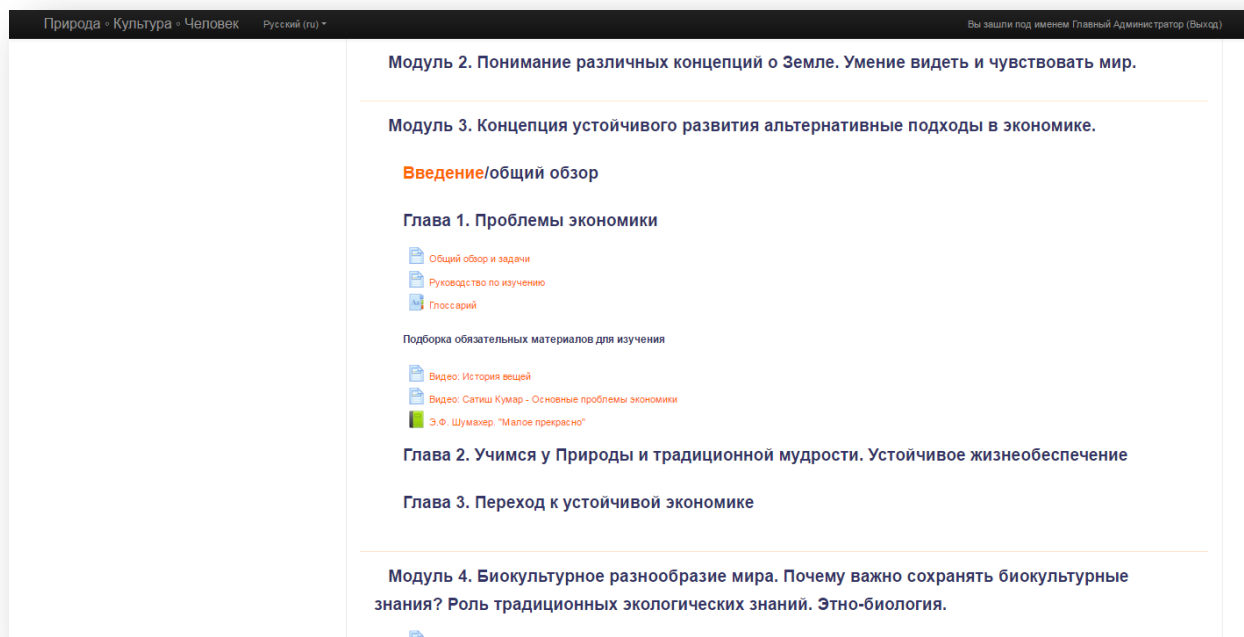 Природа ◦ Культура ◦ Человек Русский (ru) Вы зашли под именем Главный Администратор (Выход)
Модуль 2. Понимание различных концепций о Земле. Умение видеть и чувствовать мир.
Модуль 3. Концепция устойчивого развития альтернативные подходы в экономике.
Введение/общий обзор
Глава 1. Проблемы экономики
Общий обзор и задачи
Руководство по изучению
Глоссарий
Подборка обязательных материалов для изучения
Видео: История вещей
Видео: Сатиш Кумар - Основные проблемы экономики
Э.Ф. Шумахер. "Малое прекрасно"
Глава 2. Учимся у Природы и традиционной мудрости. Устойчивое жизнеобеспечение
Глава 3. Переход к устойчивой экономике
Модуль 4. Биокультурное разнообразие мира. Почему важно сохранять биокультурные
знания? Роль традиционных экологических знаний. Этно-биология.